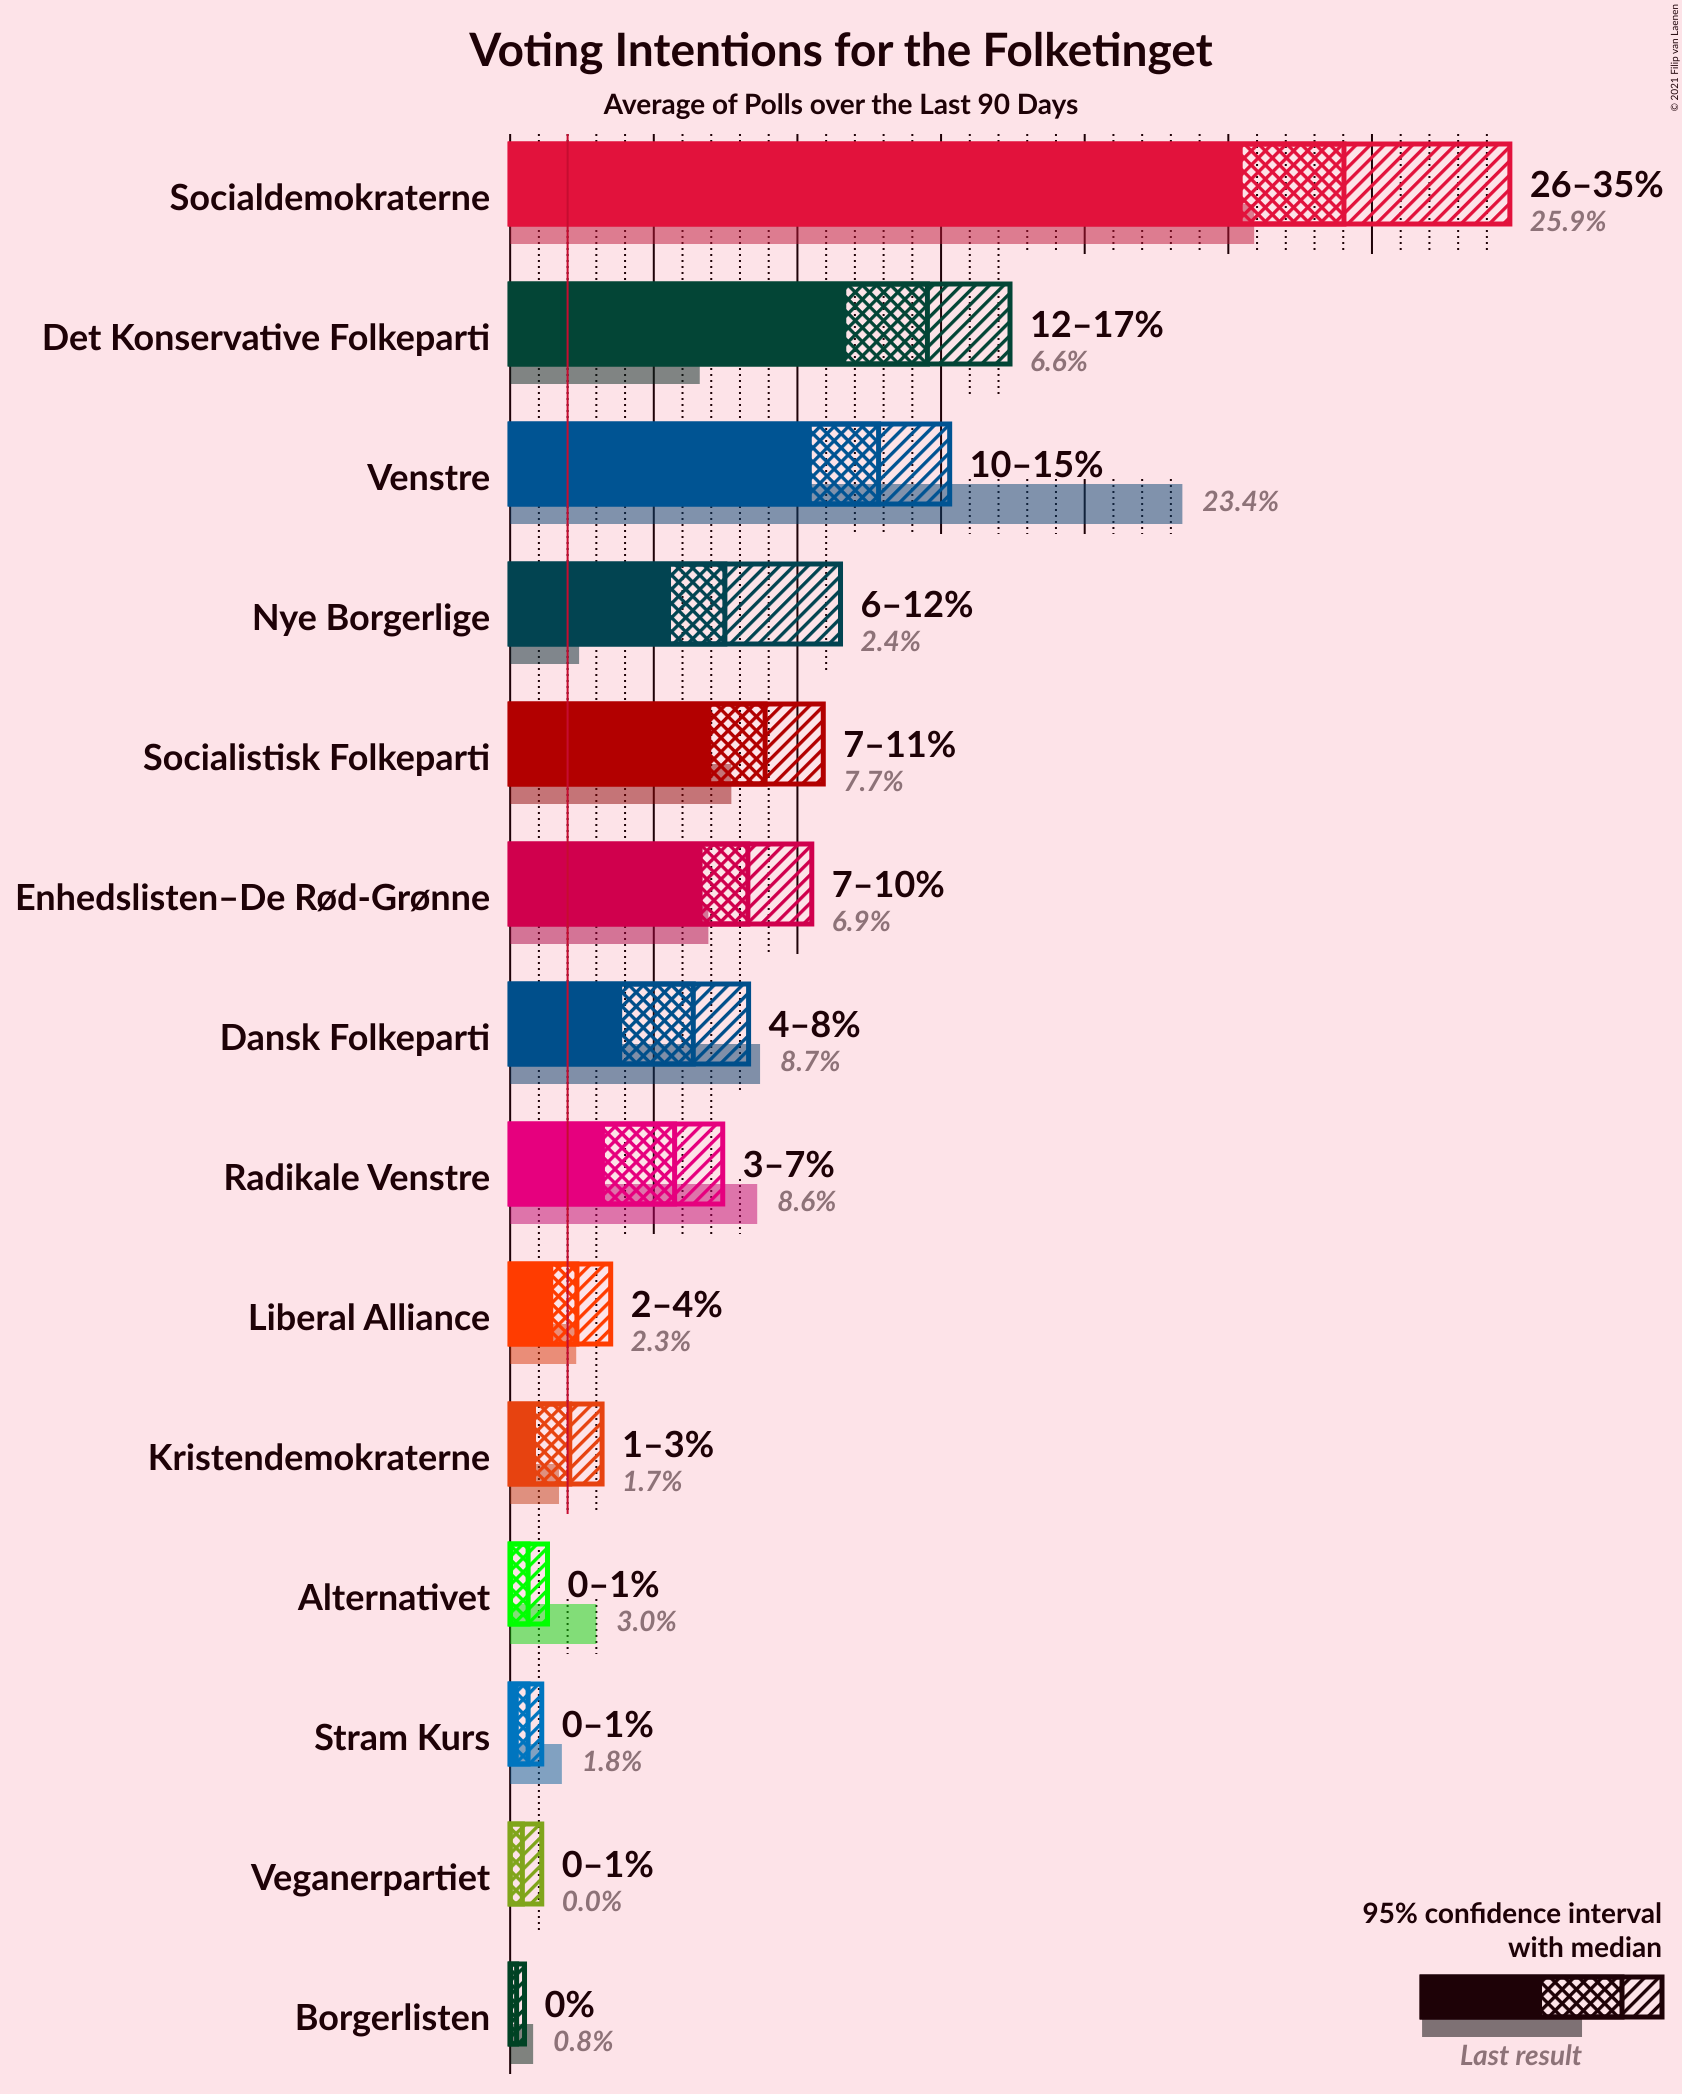 Voting Intentions for the Folketinget
Average of Polls over the Last 90 Days
© 2021 Filip van Laenen
Socialdemokraterne
26–35%
25.9%
Det Konservative Folkeparti
12–17%
6.6%
Venstre
10–15%
23.4%
Nye Borgerlige
6–12%
2.4%
Socialistisk Folkeparti
7–11%
7.7%
Enhedslisten–De Rød-Grønne
7–10%
6.9%
Dansk Folkeparti
4–8%
8.7%
Radikale Venstre
3–7%
8.6%
Liberal Alliance
2–4%
2.3%
Kristendemokraterne
1–3%
1.7%
Alternativet
0–1%
3.0%
Stram Kurs
0–1%
1.8%
Veganerpartiet
0–1%
0.0%
Borgerlisten
0%
0.8%
95% confidence interval
with median
Last result